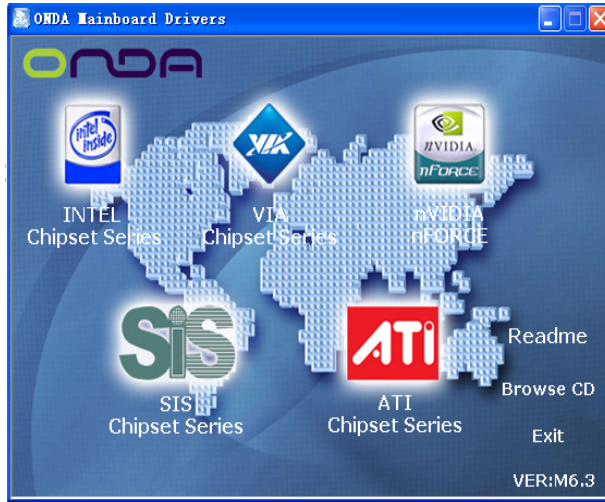 ONDA Mainboard Drivers
ONDA
intel inside
VIA
nVIDIA
nFORCE
INTEL
Chipset Series
VIA
Chipset Series
nVIDIA
nFORCE
SiS
ATI
SIS
Chipset Series
ATI
Chipset Series
Readme
Browse CD
Exit
VER:M6.3